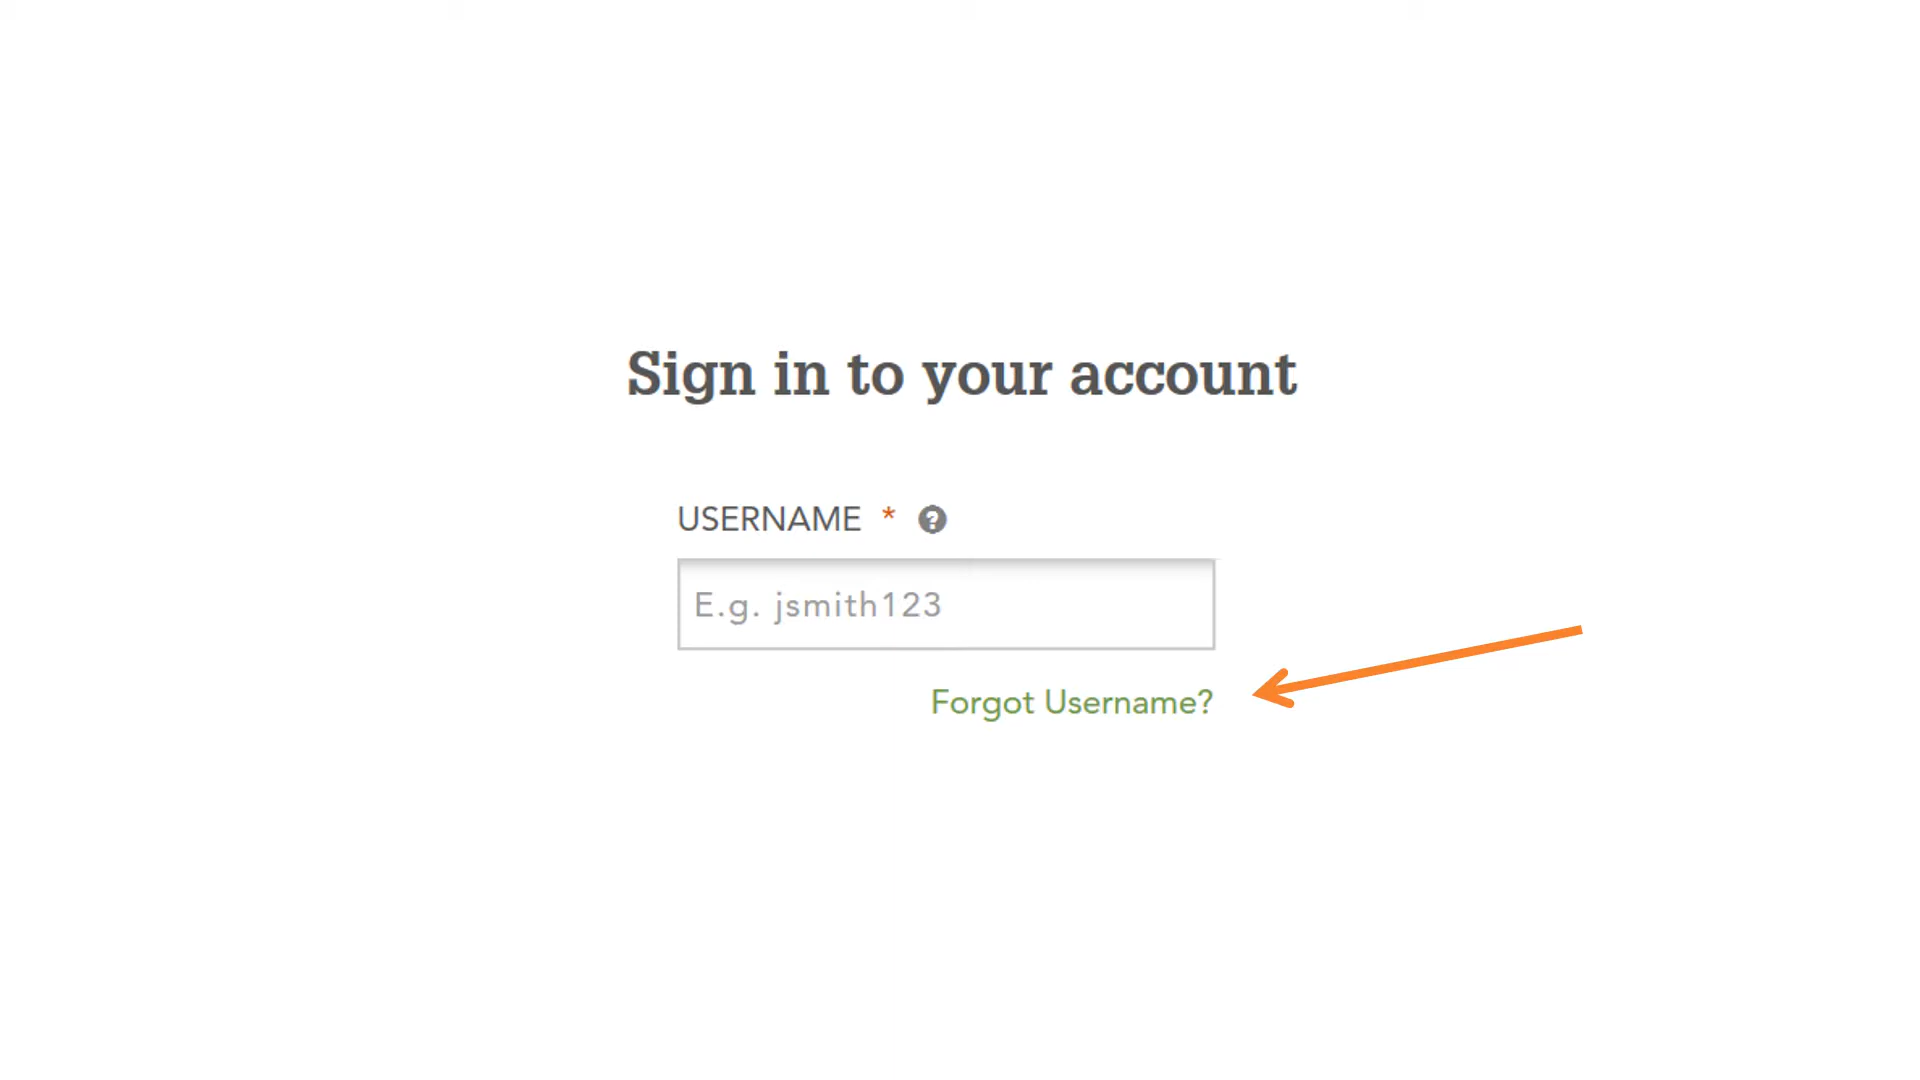 Sign in to your account
USERNAME *
E.g. jsmith123
Forgot Username?